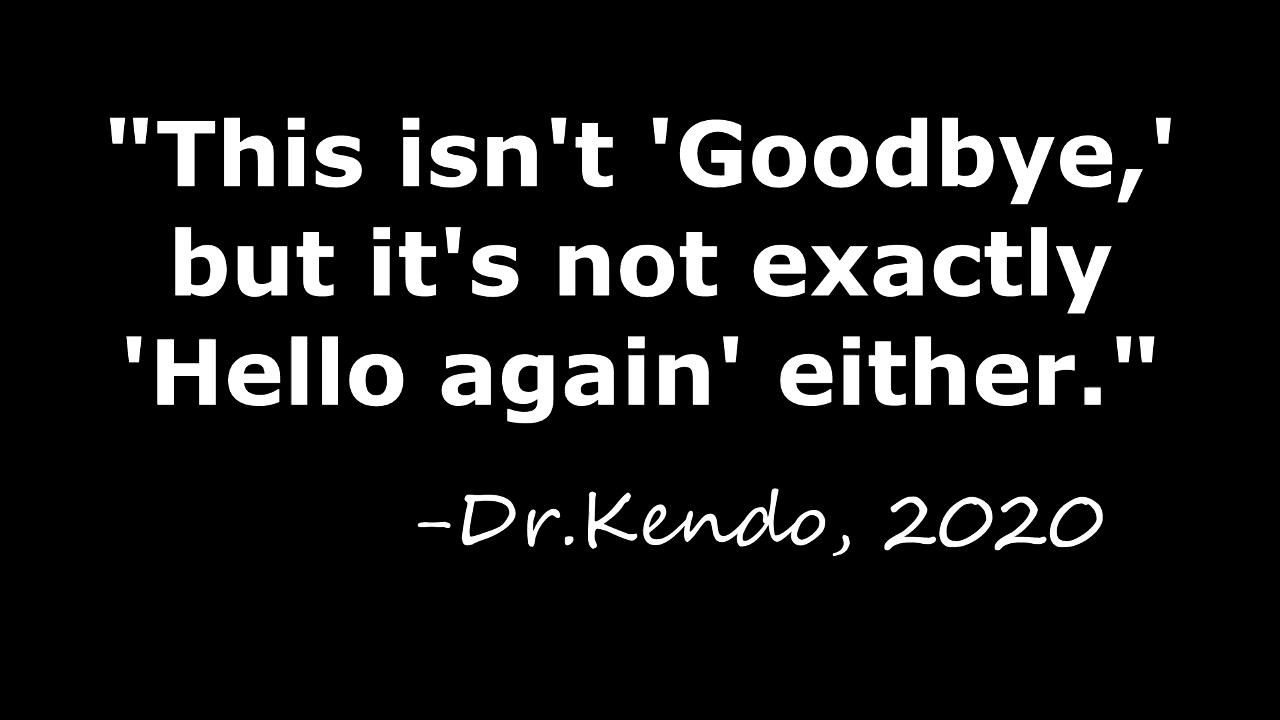 "This isn't 'Goodbye,'
but it's not exactly
'Hello again' either."
-Dr.Kendo, 2020